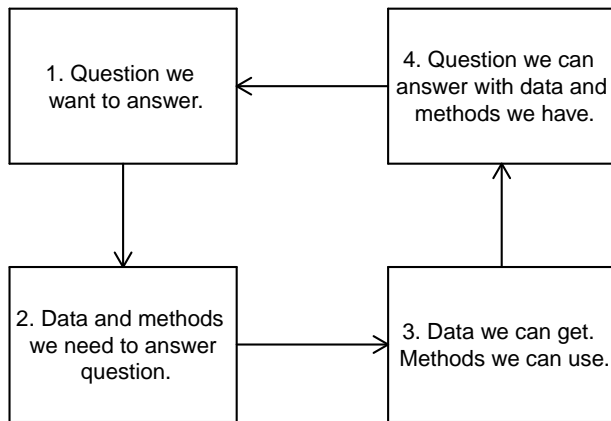 1. Question we
want to answer.
4. Question we can
answer with data and
methods we have.
2. Data and methods
we need to answer
question.
3. Data we can get.
Methods we can use.